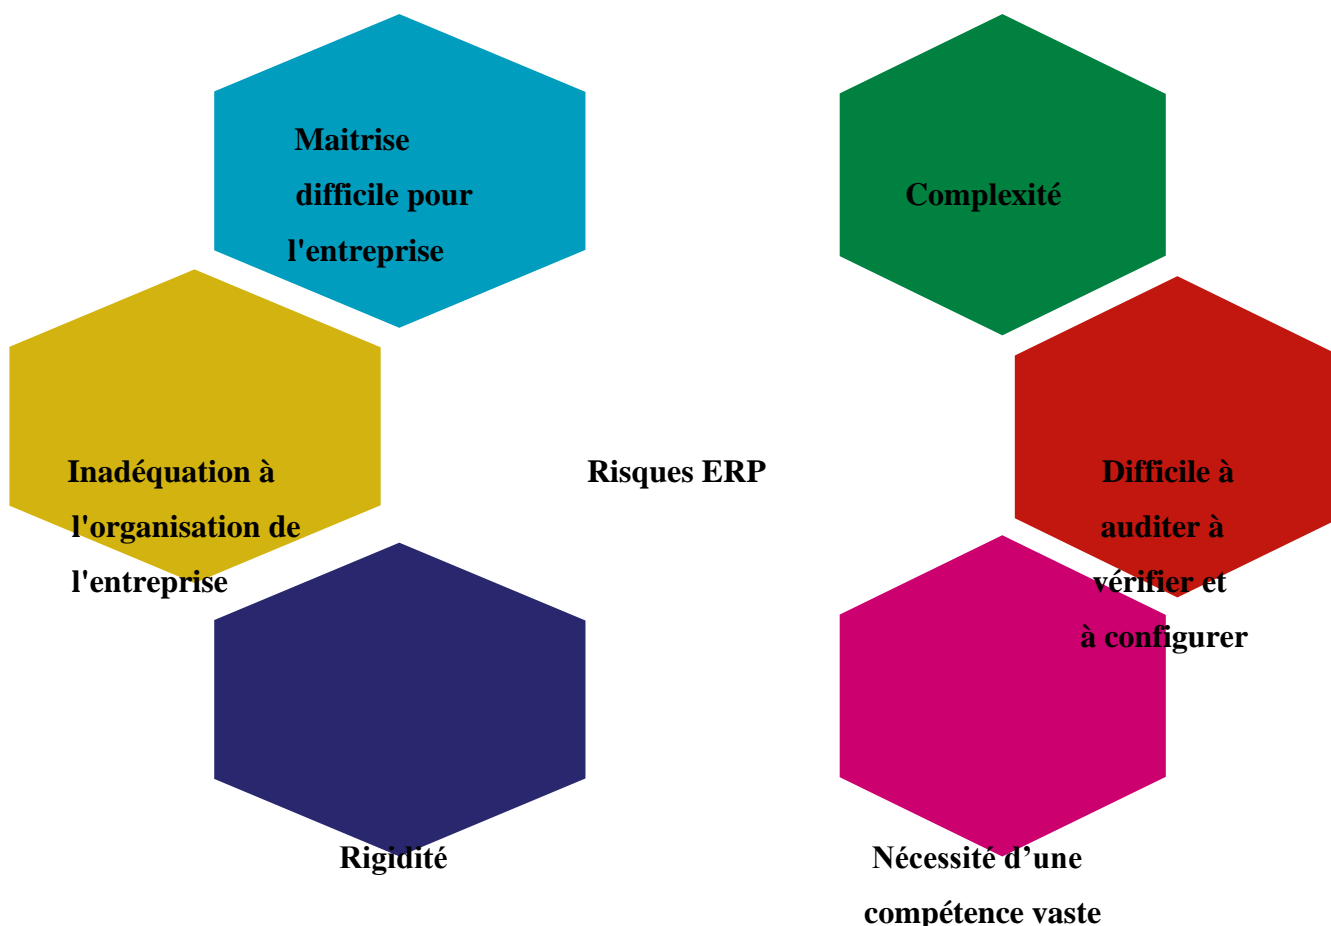 Maitrise
difficile pour
l'entreprise
Complexité
Inadéquation à
l'organisation de
l'entreprise
Risques ERP
Difficile à
auditer à
vérifier et
à configurer
Rigidité
Nécessité d’une
compétence vaste